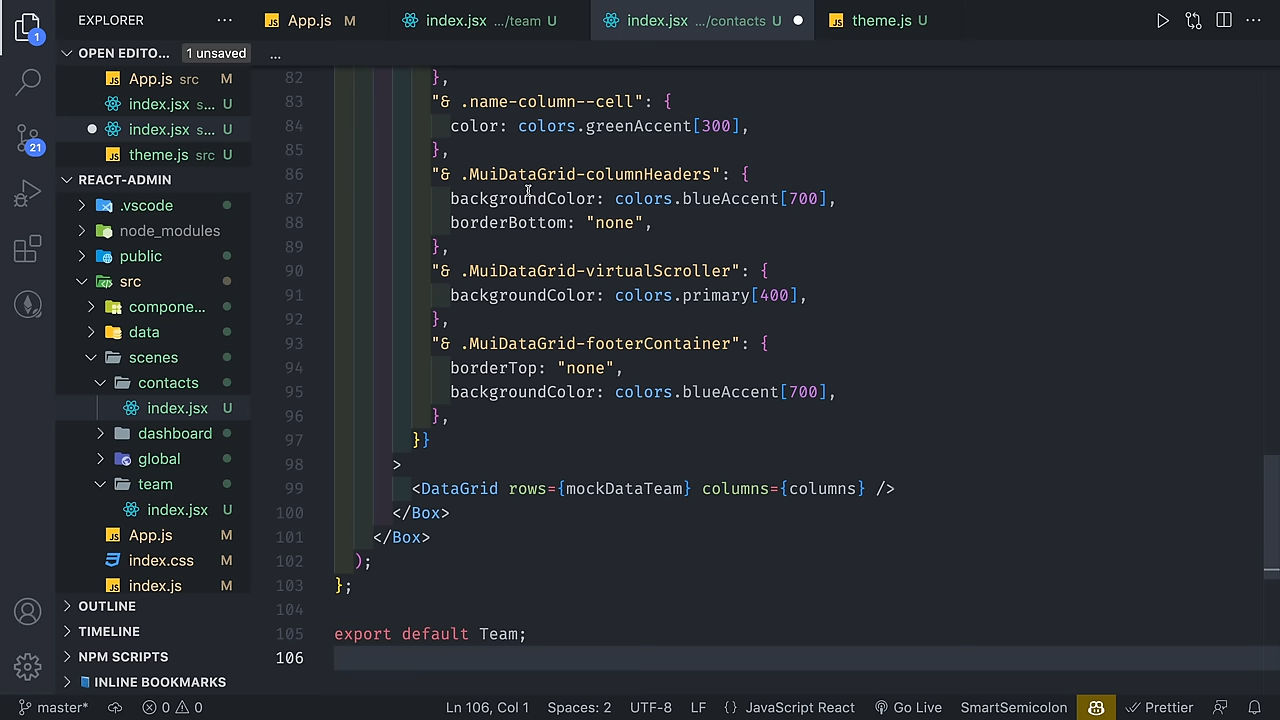 EXPLORER ...
App.js M
index.jsx .../team U
index.jsx .../contacts U
theme.js U
1
21
OPEN EDITO... 1 unsaved
App.js src M
index.jsx s... U
index.jsx s... U
theme.js src U
REACT-ADMIN
.vscode
node_modules
public
src
compone...
data
scenes
contacts
index.jsx U
dashboard
global
team
index.jsx U
App.js M
index.css M
index.js M
OUTLINE
TIMELINE
NPM SCRIPTS
INLINE BOOKMARKS
...
82 },
83 "& .name-column--cell": {
84 color: colors.greenAccent[300],
85 },
86 "& .MuiDataGrid-columnHeaders": {
87 backgroundColor: colors.blueAccent[700],
88 borderBottom: "none",
89 },
90 "& .MuiDataGrid-virtualScroller": {
91 backgroundColor: colors.primary[400],
92 },
93 "& .MuiDataGrid-footerContainer": {
94 borderTop: "none",
95 backgroundColor: colors.blueAccent[700],
96 },
97 }}
98 >
99 <DataGrid rows={mockDataTeam} columns={columns} />
100 </Box>
101 </Box>
102 );
103 };
104
105 export default Team;
106
master* 0 0 Ln 106, Col 1 Spaces: 2 UTF-8 LF {} JavaScript React Go Live SmartSemicolon Prettier